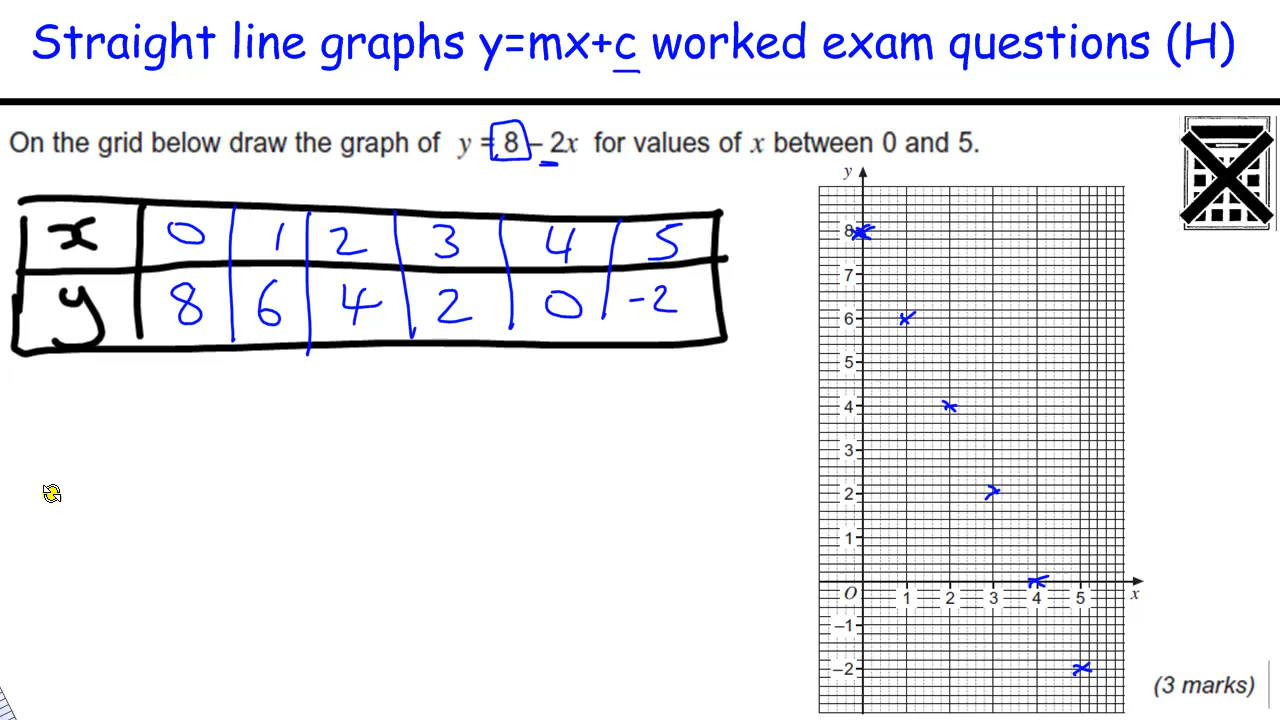 Straight line graphs y=mx+c worked exam questions (H)
On the grid below draw the graph of y = 8 – 2x for values of x between 0 and 5.
x 0 1 2 3 4 5
y 8 6 4 2 0 -2
y
8
7
6
5
4
3
2
1
O 1 2 3 4 5 x
–1
–2
(3 marks)